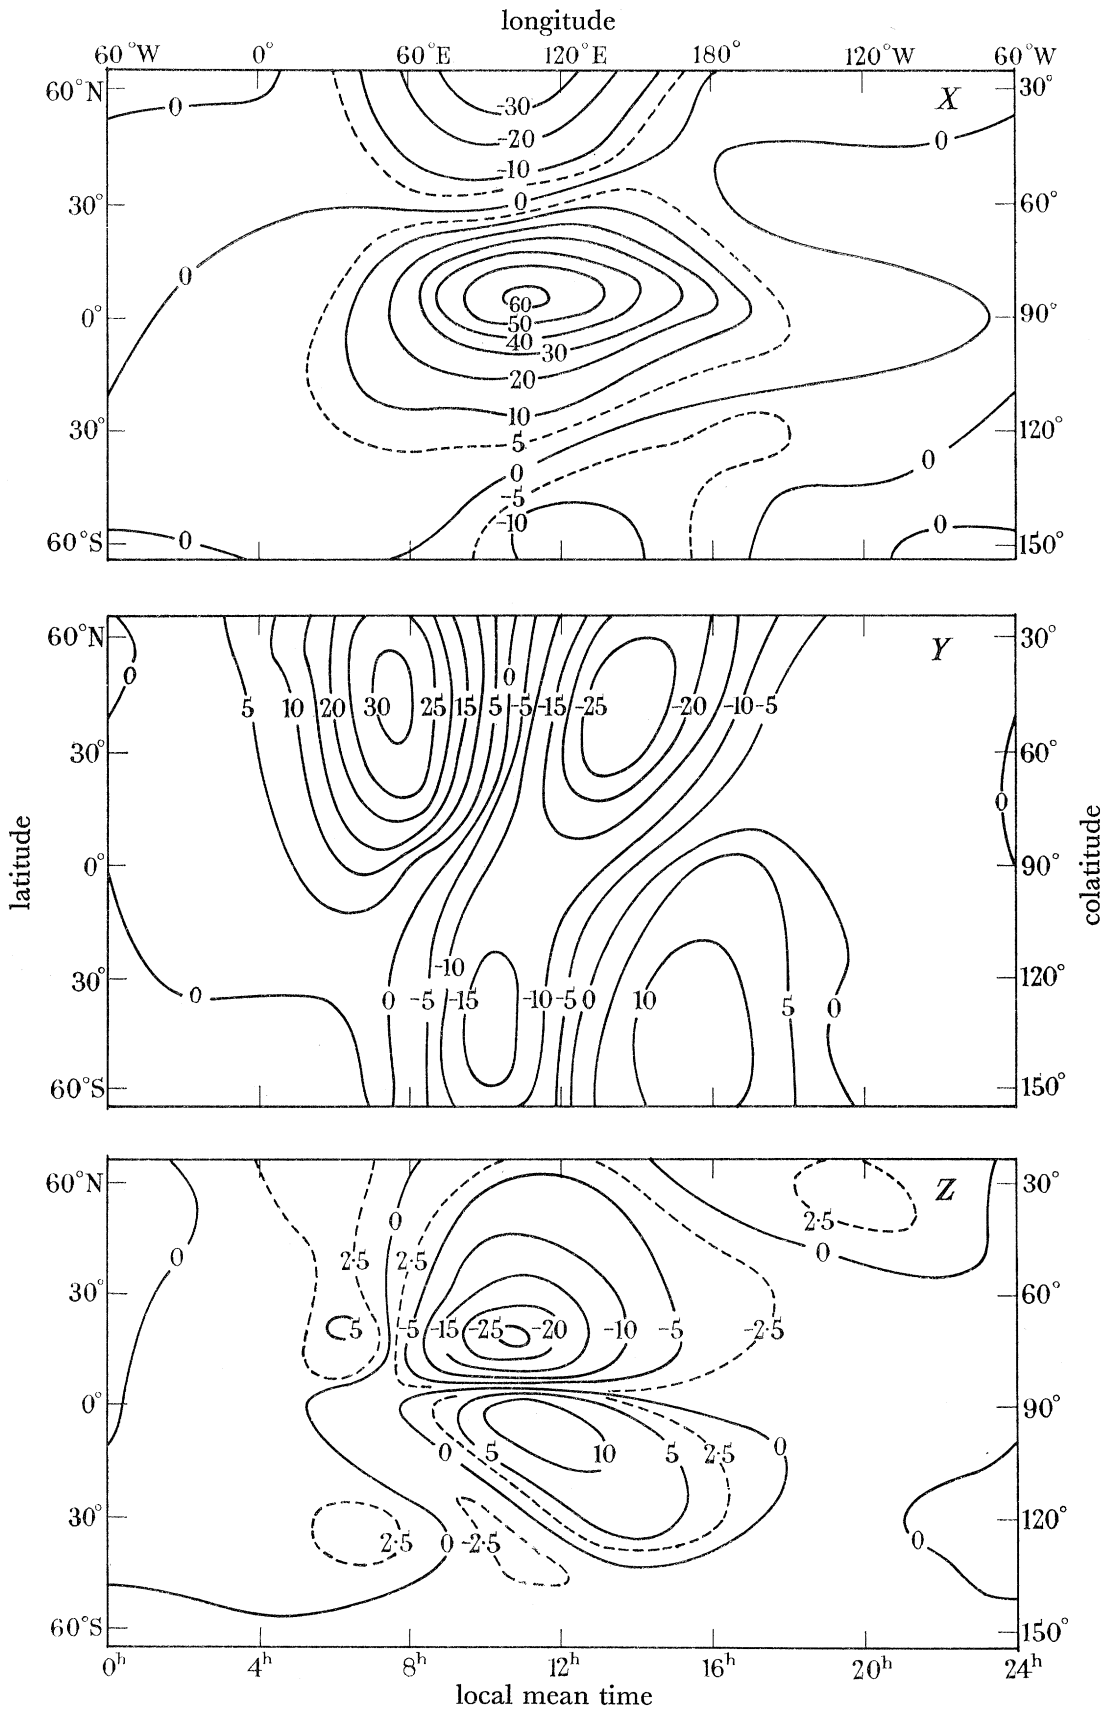 longitude
60°W 0° 60°E 120°E 180° 120°W 60°W
60°N -30 X 30°
0 -20 0
-10
30° 0 60°
0
0° 60 90°
50
40 30
20
10
30° 5 120°
0 0
-5
-10 0
60°S 0 150°
60°N Y 30°
0 0
5 10 20 30 25 15 5 -5 -15 -25 -20 -10 -5
30° 60°
0
latitude
colatitude
0° 90°
-10
30° 120°
0 0 -5 -15 -10 -5 0 10 5 0
60°S 150°
60°N Z 30°
0 2·5
0 2·5 2·5 0
30° 60°
5 -5 -15 -25 -20 -10 -5 -2·5
0° 90°
0 5 10 5 2·5 0
30° 120°
2·5 0 -2·5 0
60°S 150°
0h 4h 8h 12h 16h 20h 24h
local mean time